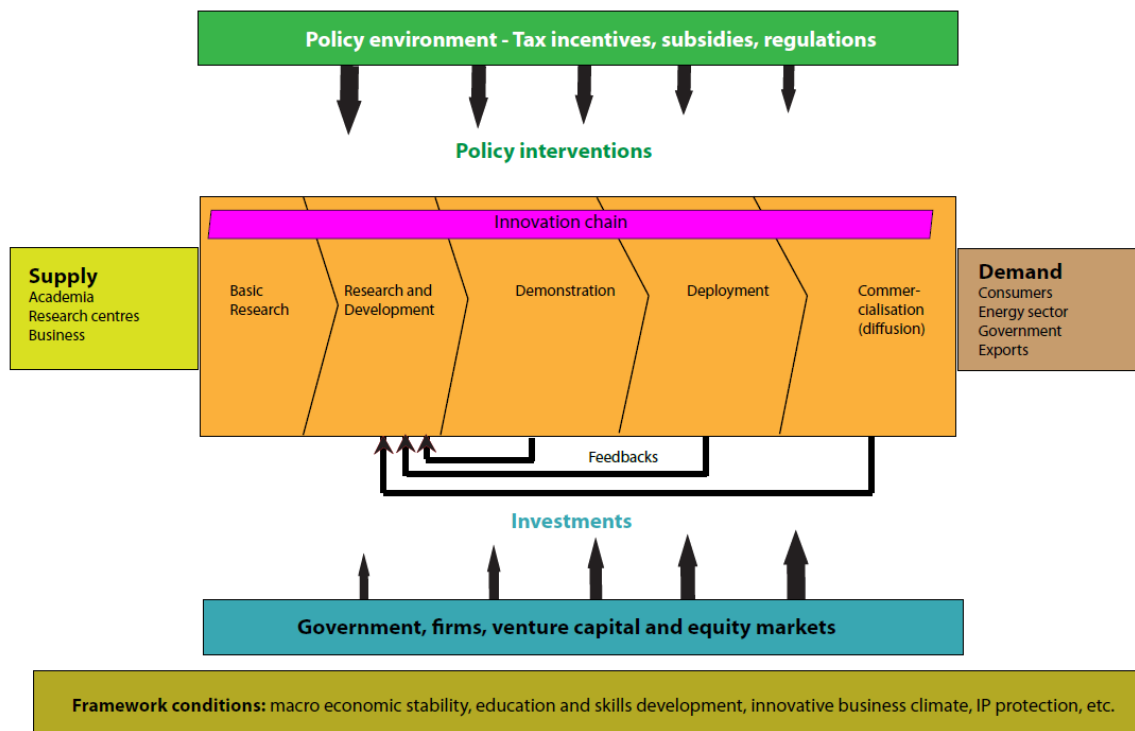 Policy environment - Tax incentives, subsidies, regulations
Policy interventions
Innovation chain
Supply
Academia
Research centres
Business
Basic
Research
Research and
Development
Demonstration
Deployment
Commer-
cialisation
(diffusion)
Demand
Consumers
Energy sector
Government
Exports
Feedbacks
Investments
Government, firms, venture capital and equity markets
Framework conditions: macro economic stability, education and skills development, innovative business climate, IP protection, etc.